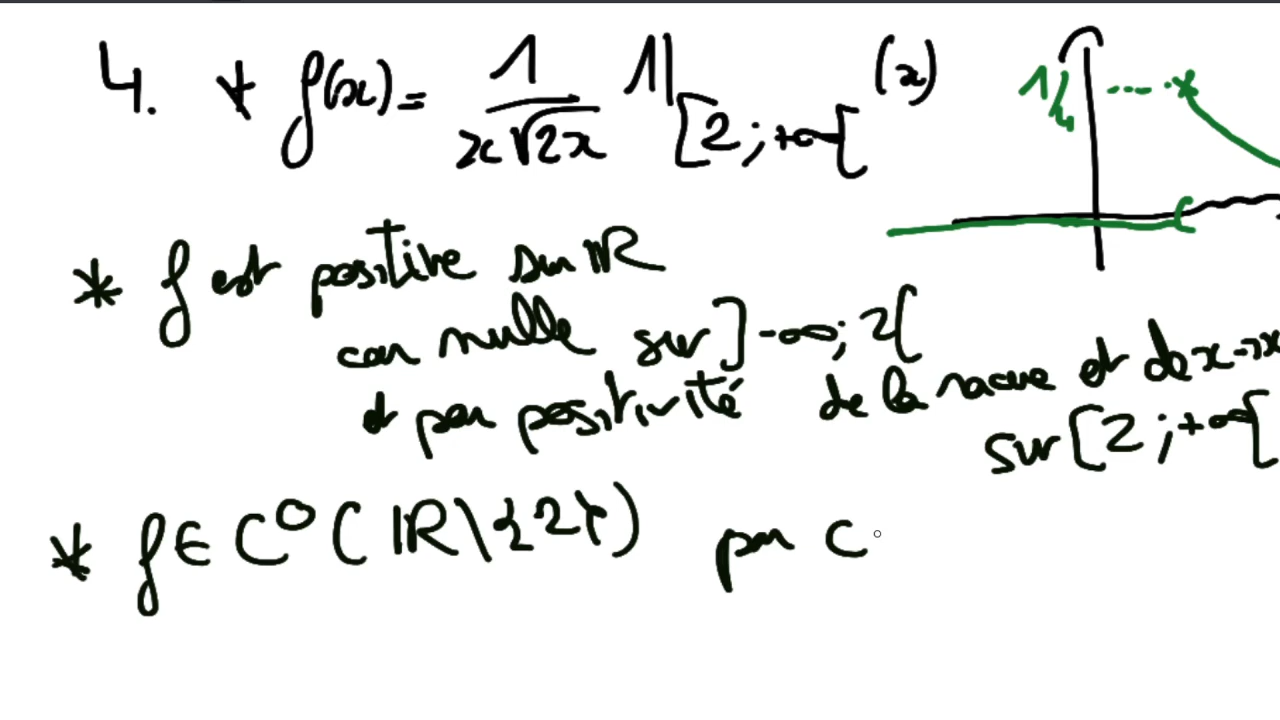 4. * f(x) = 1/(x√2x) 𝟙[2;+∞[ (x)
1/4
* f est positive sur ℝ
car nulle sur ]-∞; 2[
et par positivité de la racine et de x→x
sur [2;+∞[
* f ∈ C⁰(ℝ\{2}) par C